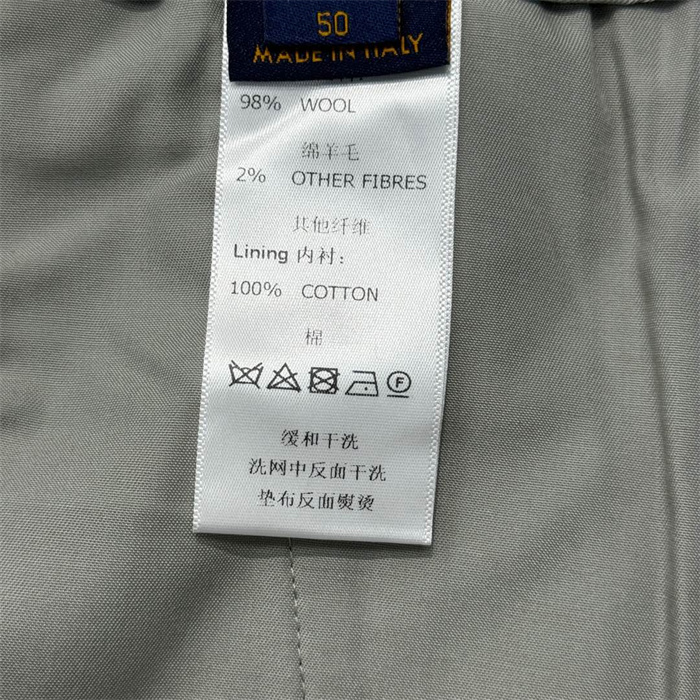 50
MADE IN ITALY
98% WOOL
绵羊毛
2% OTHER FIBRES
其他纤维
Lining 内衬：
100% COTTON
棉
F
缓和干洗
洗网中反面干洗
垫布反面熨烫